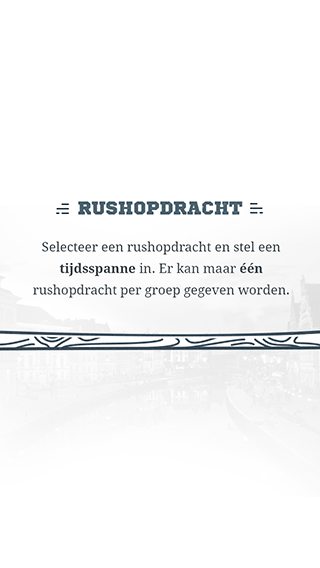 RUSHOPDRACHT
Selecteer een rushopdracht en stel een
tijdsspanne in. Er kan maar één
rushopdracht per groep gegeven worden.